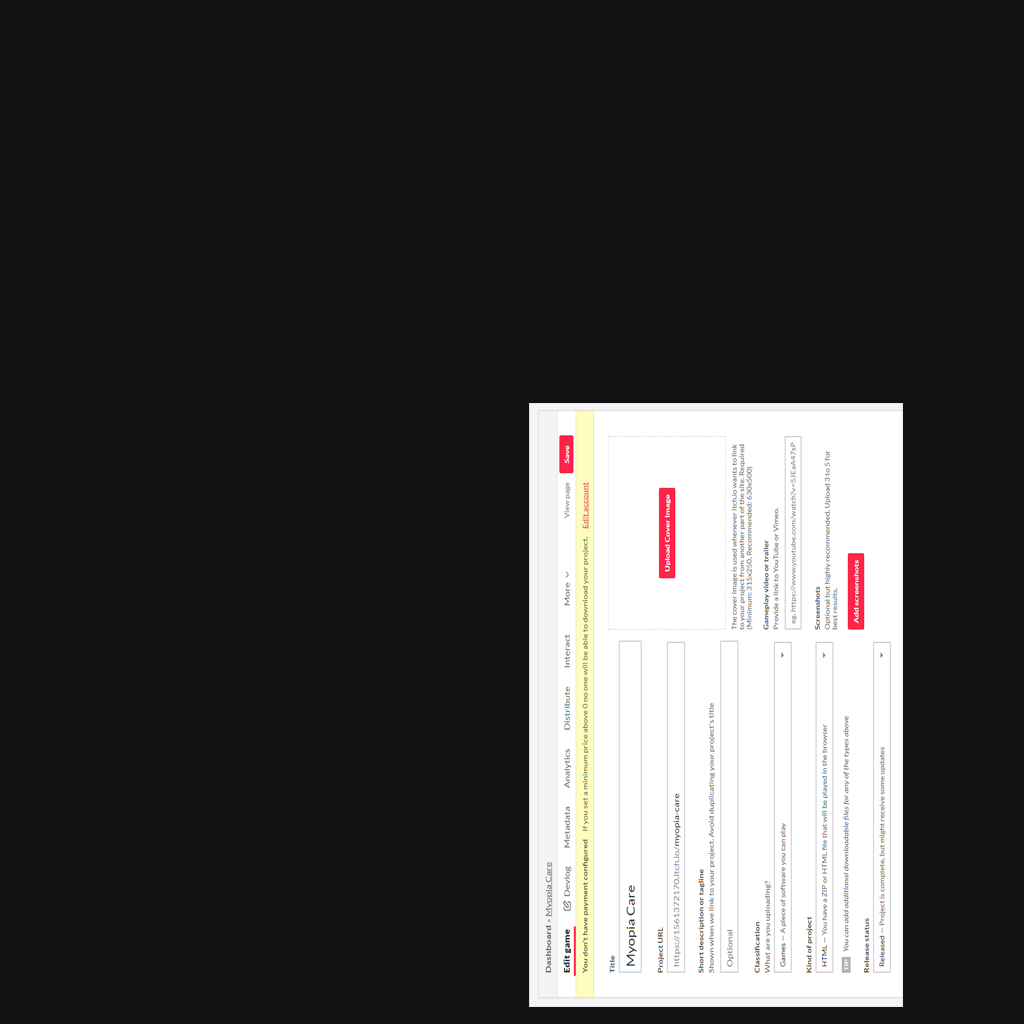 Dashboard » Myopia Care
Edit game Devlog Metadata Analytics Distribute Interact More View page Save
You don't have payment configured If you set a minimum price above 0 no one will be able to download your project. Edit account
Title
Myopia Care
Project URL
https://1561372170.itch.io/myopia-care
Short description or tagline
Shown when we link to your project. Avoid duplicating your project's title
Optional
Classification
What are you uploading?
Games — A piece of software you can play
Kind of project
HTML — You have a ZIP or HTML file that will be played in the browser
TIP You can add additional downloadable files for any of the types above
Release status
Released — Project is complete, but might receive some updates
Upload Cover Image
The cover image is used whenever itch.io wants to link
to your project from another part of the site. Required
(Minimum: 315x250, Recommended: 630x500)
Gameplay video or trailer
Provide a link to YouTube or Vimeo.
eg. https://www.youtube.com/watch?v=5JEaA47sP
Screenshots
Optional but highly recommended. Upload 3 to 5 for
best results.
Add screenshots